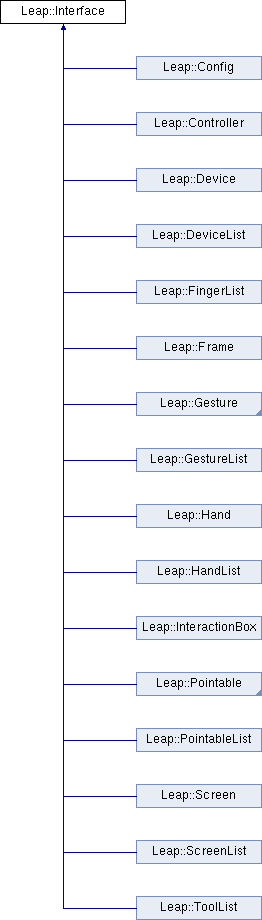 Leap::Interface
Leap::Config
Leap::Controller
Leap::Device
Leap::DeviceList
Leap::FingerList
Leap::Frame
Leap::Gesture
Leap::GestureList
Leap::Hand
Leap::HandList
Leap::InteractionBox
Leap::Pointable
Leap::PointableList
Leap::Screen
Leap::ScreenList
Leap::ToolList